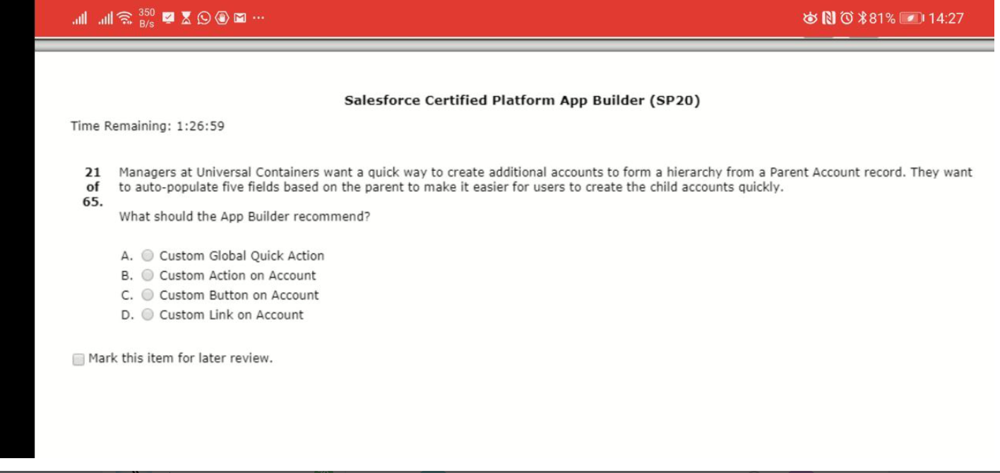 350
B/s
81%
14:27
Salesforce Certified Platform App Builder (SP20)
Time Remaining: 1:26:59
21 Managers at Universal Containers want a quick way to create additional accounts to form a hierarchy from a Parent Account record. They want
of to auto-populate five fields based on the parent to make it easier for users to create the child accounts quickly.
65.
What should the App Builder recommend?
A. Custom Global Quick Action
B. Custom Action on Account
C. Custom Button on Account
D. Custom Link on Account
Mark this item for later review.